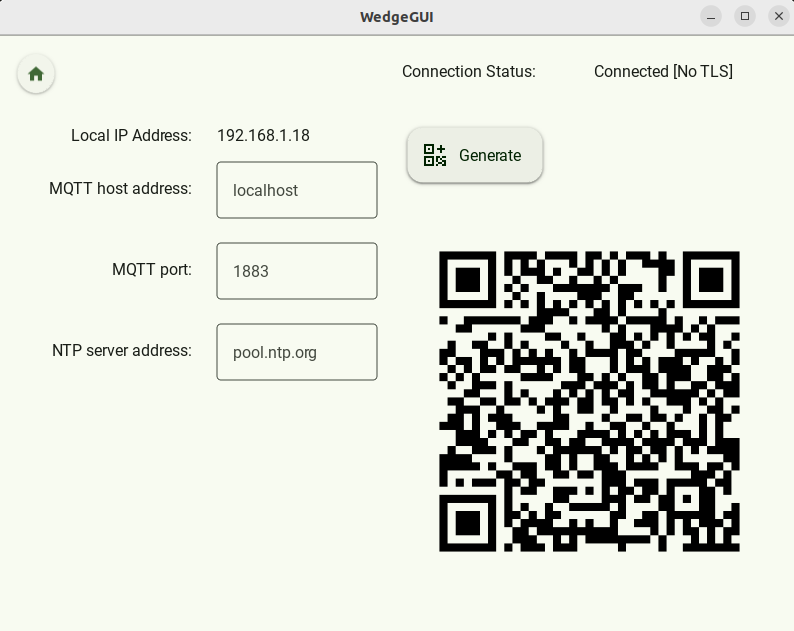 WedgeGUI
Connection Status: Connected [No TLS]
Local IP Address: 192.168.1.18
Generate
MQTT host address: localhost
MQTT port: 1883
NTP server address: pool.ntp.org